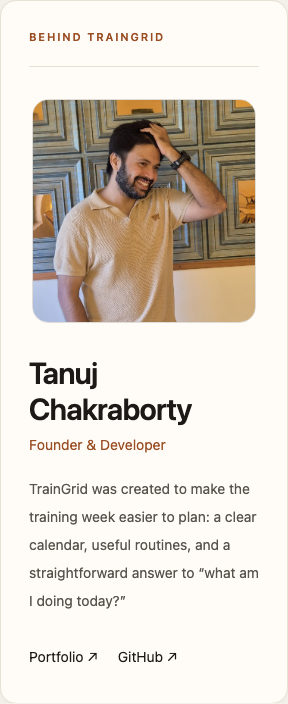 BEHIND TRAINGRID
Tanuj
Chakraborty
Founder & Developer
TrainGrid was created to make the
training week easier to plan: a clear
calendar, useful routines, and a
straightforward answer to “what am
I doing today?”
Portfolio ↗ GitHub ↗